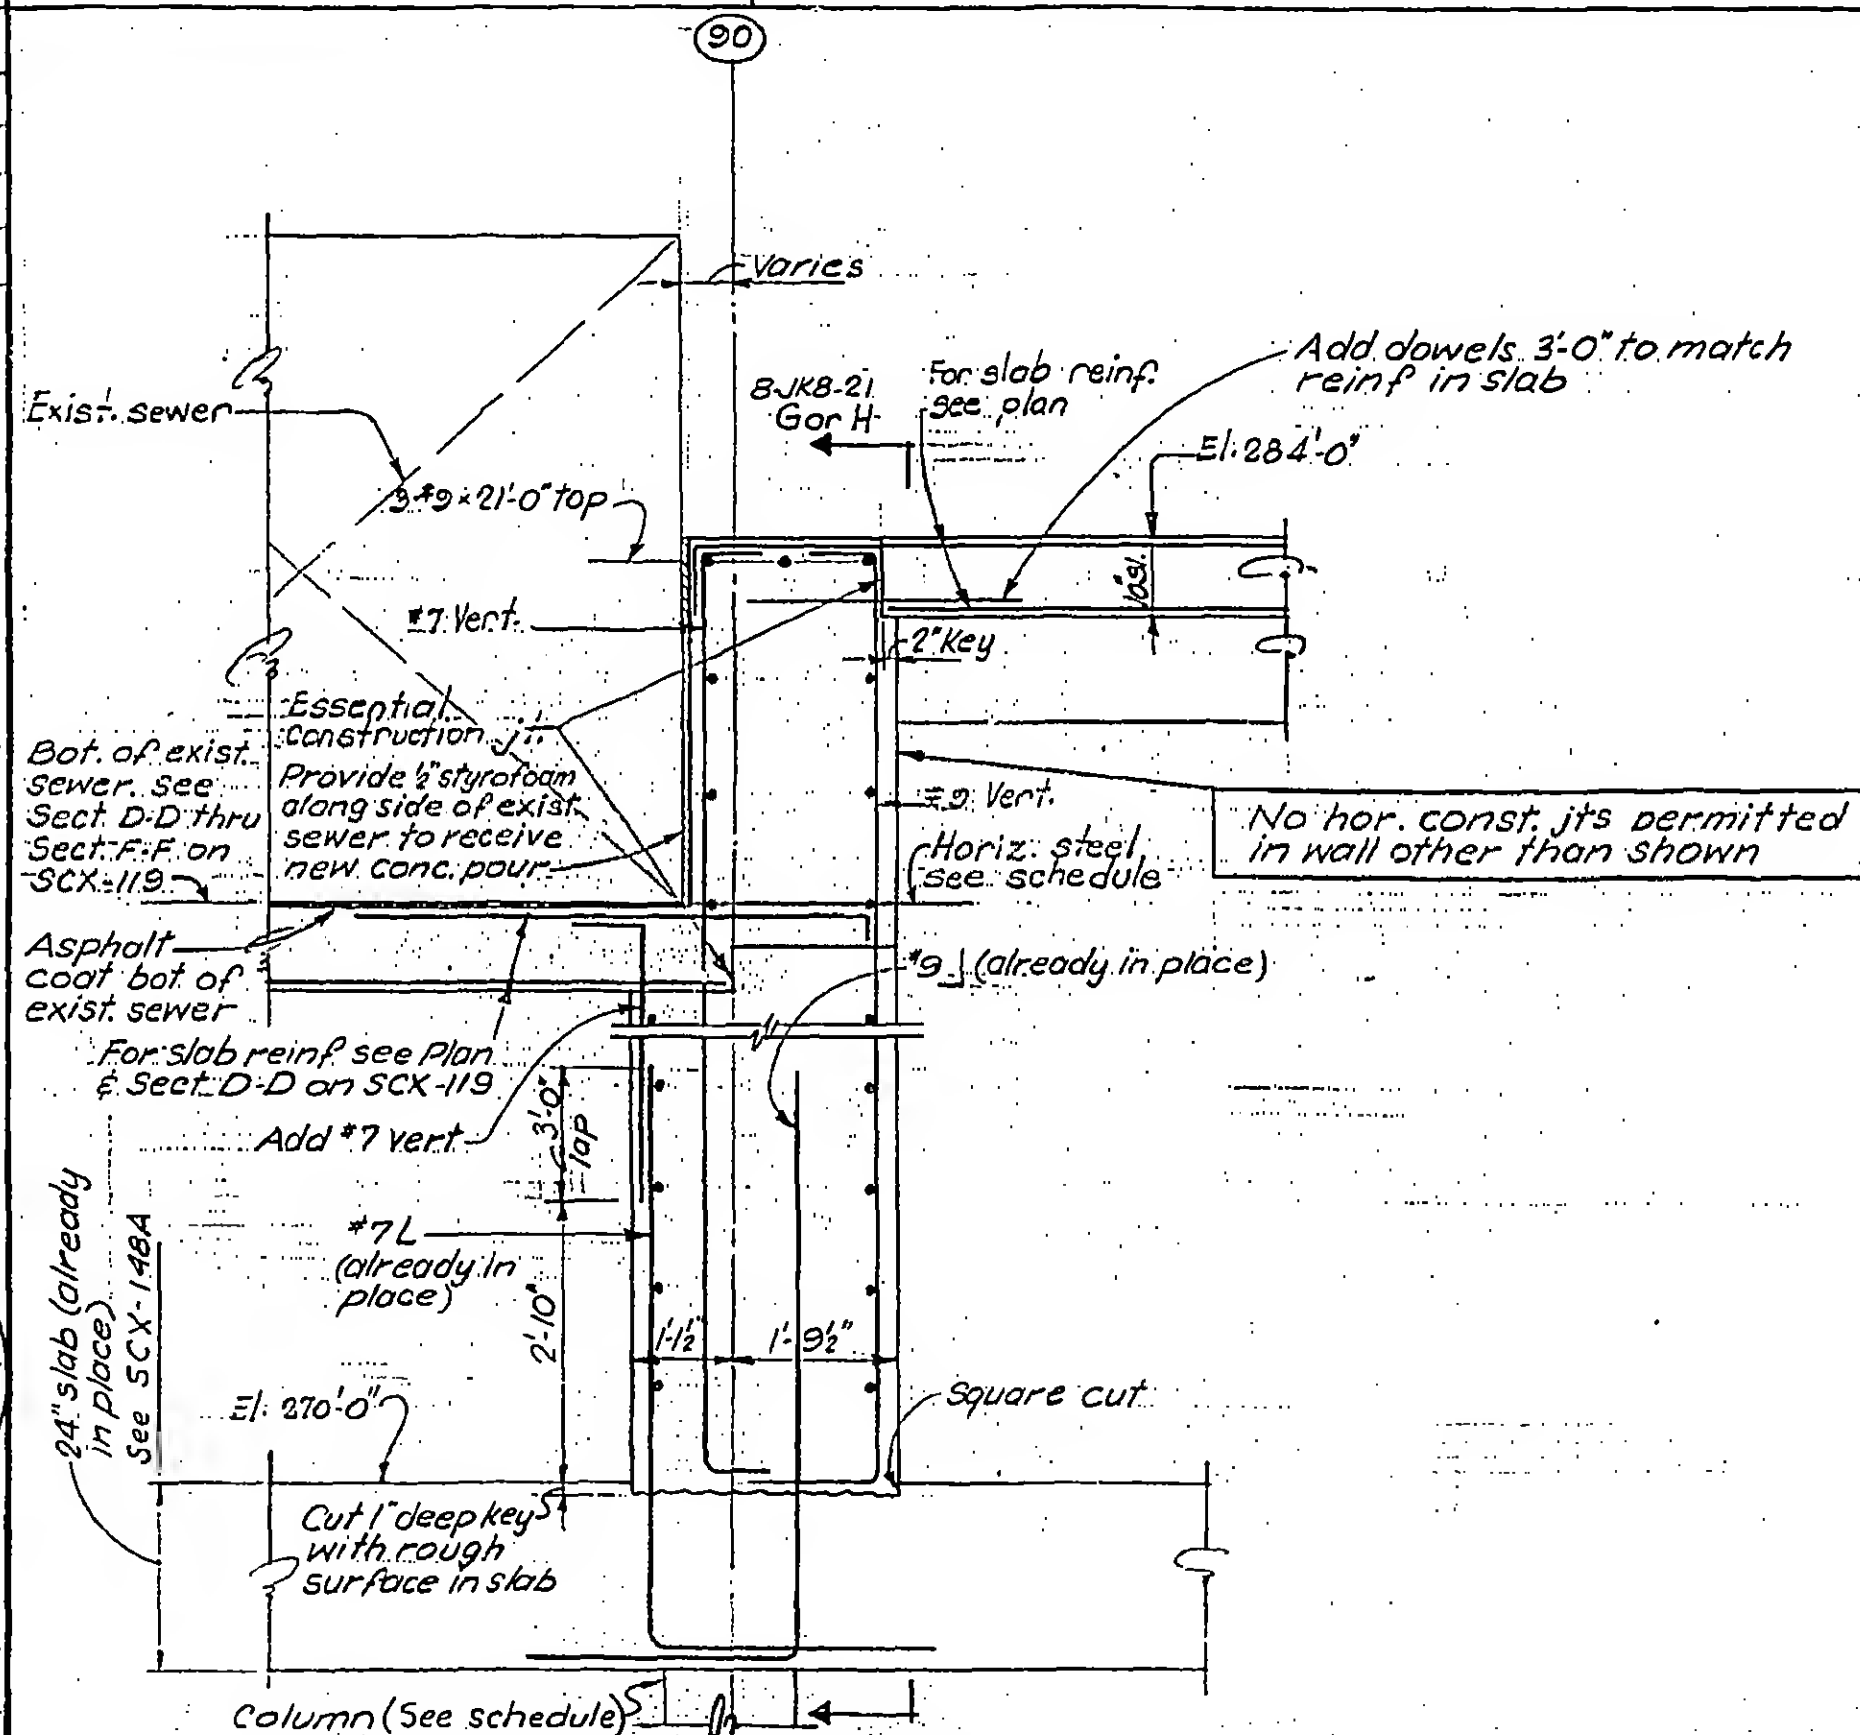 90
Varies
Add dowels 3'-0" to match
reinf in slab
For slab reinf.
see plan
8-JK8-21
G or H
Exist. sewer
El. 284'-0"
3-#9 × 21'-0" top
#7 Vert.
2" Key
Essential
Construction jt.
Bot. of exist.
sewer. see
Sect. D-D thru
Sect. F-F on
SCX-119
Provide ½" styrofoam
along side of exist.
sewer to receive
new conc. pour
#9 Vert.
No hor. const. jts permitted
in wall other than shown
Horiz. steel
see schedule
Asphalt
coat bot of
exist. sewer
#9 (already in place)
For slab reinf see Plan
& Sect. D-D on SCX-119
Add #7 vert
3'-0"
lap
#7L
(already in
place)
2'-10"
24" slab (already
in place)
See SCX-148A
1'-1½"
1'-9½"
El. 270'-0"
Square cut
Cut 1" deep key
with rough
surface in slab
Column (See schedule)